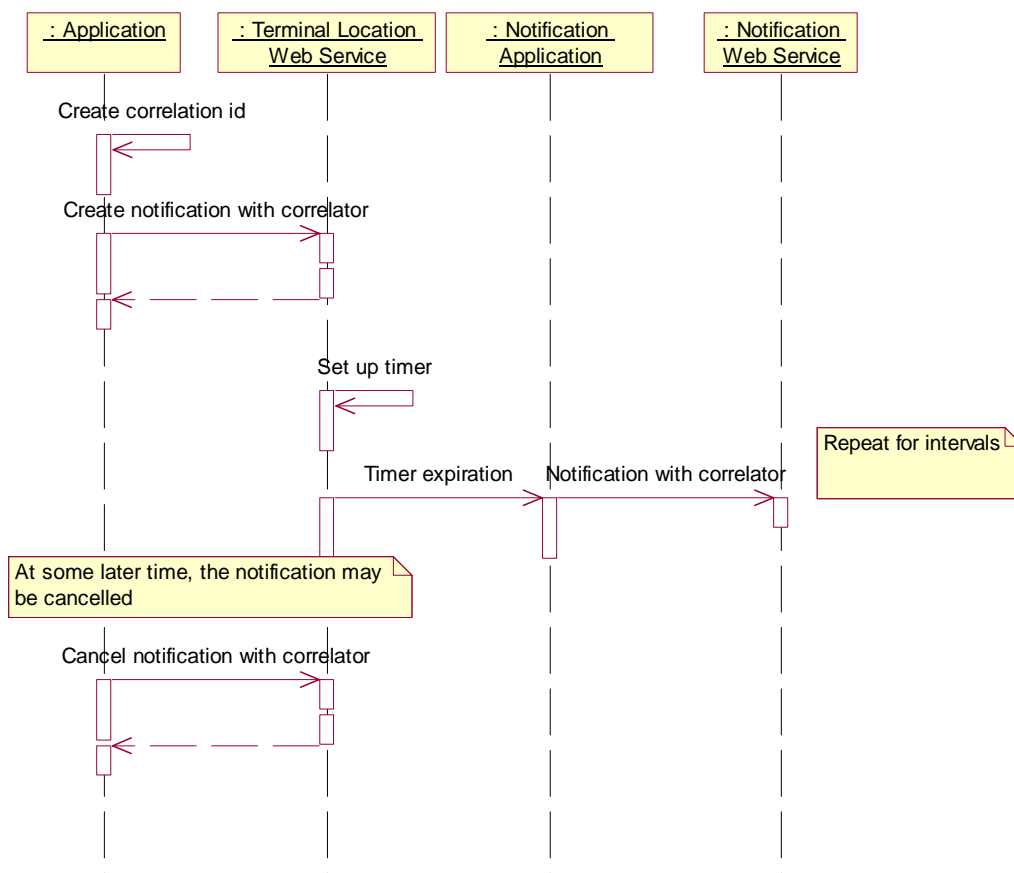 : Application
: Terminal Location
Web Service
: Notification
Application
: Notification
Web Service
Create correlation id
Create notification with correlator
Set up timer
Repeat for intervals
Timer expiration
Notification with correlator
At some later time, the notification may
be cancelled
Cancel notification with correlator